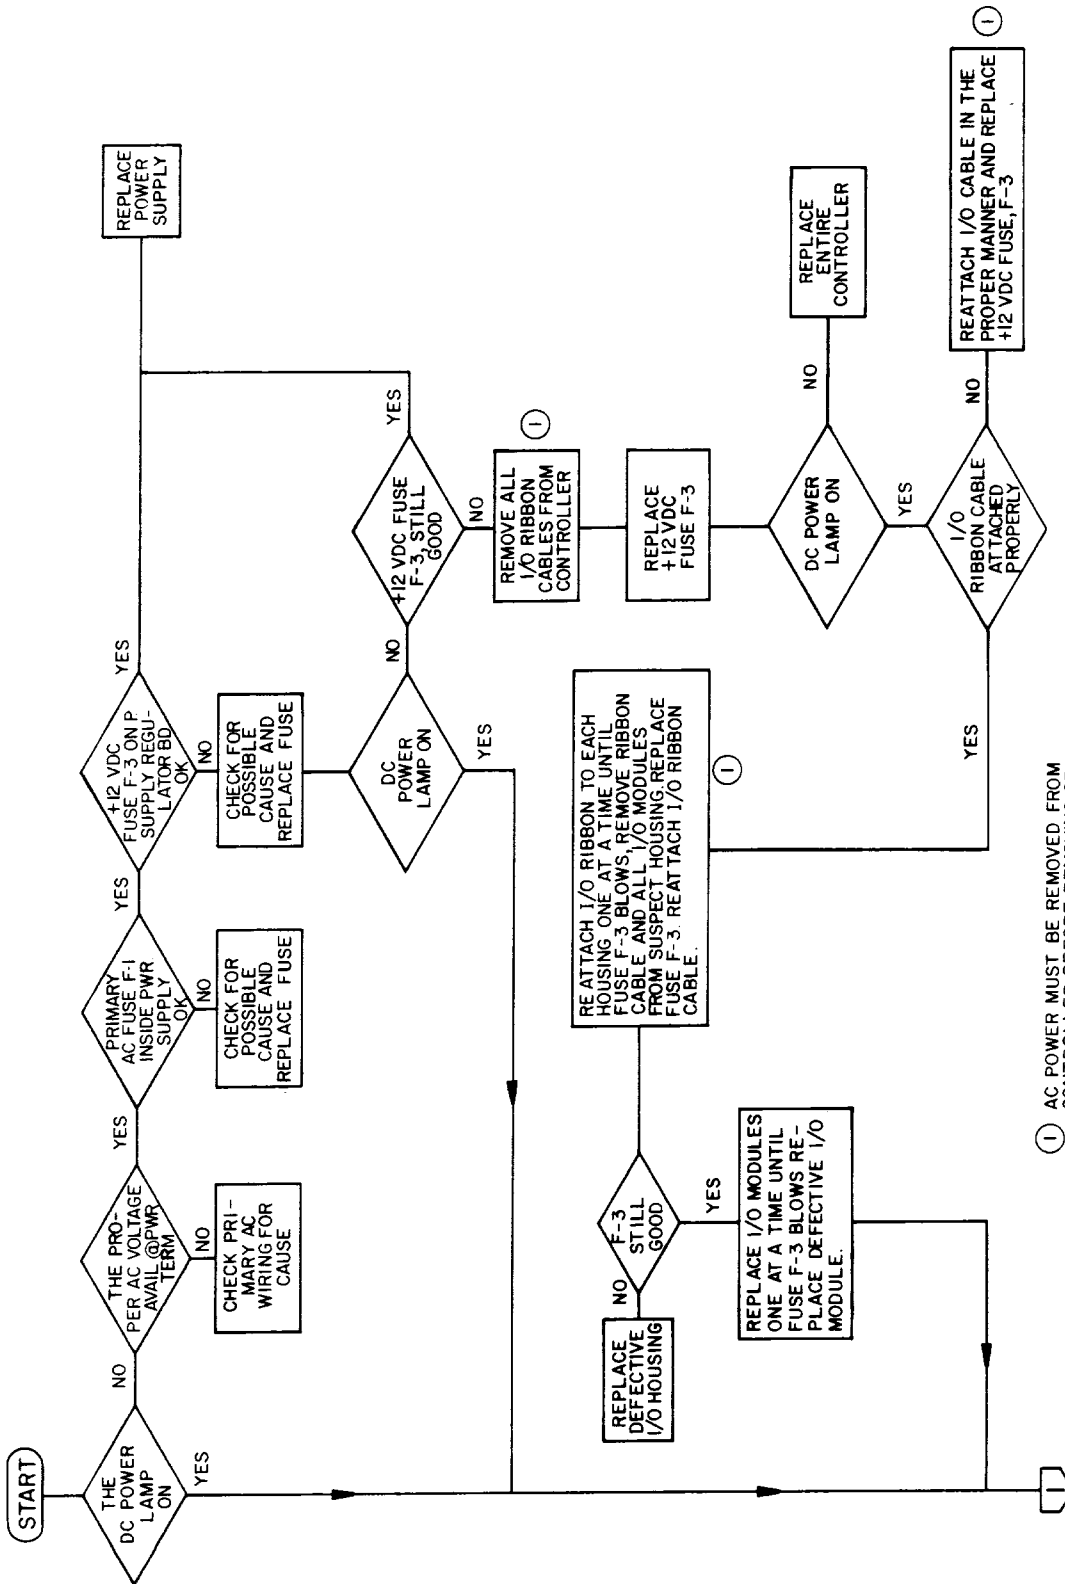 START
THE
DC POWER
LAMP
ON
NO
YES
THE PRO-
PER AC VOLTAGE
AVAIL @PWR
TERM
YES
NO
CHECK PRI-
MARY AC
WIRING FOR
CAUSE
PRIMARY
AC FUSE F-1
INSIDE PWR
SUPPLY
OK
YES
NO
CHECK FOR
POSSIBLE
CAUSE AND
REPLACE FUSE
+12 VDC
FUSE F-3 ON P.
SUPPLY REGU-
LATOR BD.
OK
YES
NO
CHECK FOR
POSSIBLE
CAUSE AND
REPLACE FUSE
REPLACE
POWER
SUPPLY
DC
POWER
LAMP ON
NO
YES
+12 VDC FUSE
F-3, STILL
GOOD
YES
NO
REMOVE ALL
I/O RIBBON
CABLES FROM
CONTROLLER
1
REPLACE
+12 VDC
FUSE F-3
DC POWER
LAMP ON
NO
YES
REPLACE
ENTIRE
CONTROLLER
I/O
RIBBON CABLE
ATTACHED
PROPERLY
NO
YES
REATTACH I/O CABLE IN THE
PROPER MANNER AND REPLACE
+12 VDC FUSE, F-3
1
REATTACH I/O RIBBON TO EACH
HOUSING ONE AT A TIME UNTIL
FUSE F-3 BLOWS, REMOVE RIBBON
CABLE AND ALL I/O MODULES
FROM SUSPECT HOUSING. REPLACE
FUSE F-3. REATTACH I/O RIBBON
CABLE.
1
F-3
STILL
GOOD
NO
YES
REPLACE
DEFECTIVE
I/O HOUSING
REPLACE I/O MODULES
ONE AT A TIME UNTIL
FUSE F-3 BLOWS RE-
PLACE DEFECTIVE I/O
MODULE.
1
1 AC POWER MUST BE REMOVED FROM